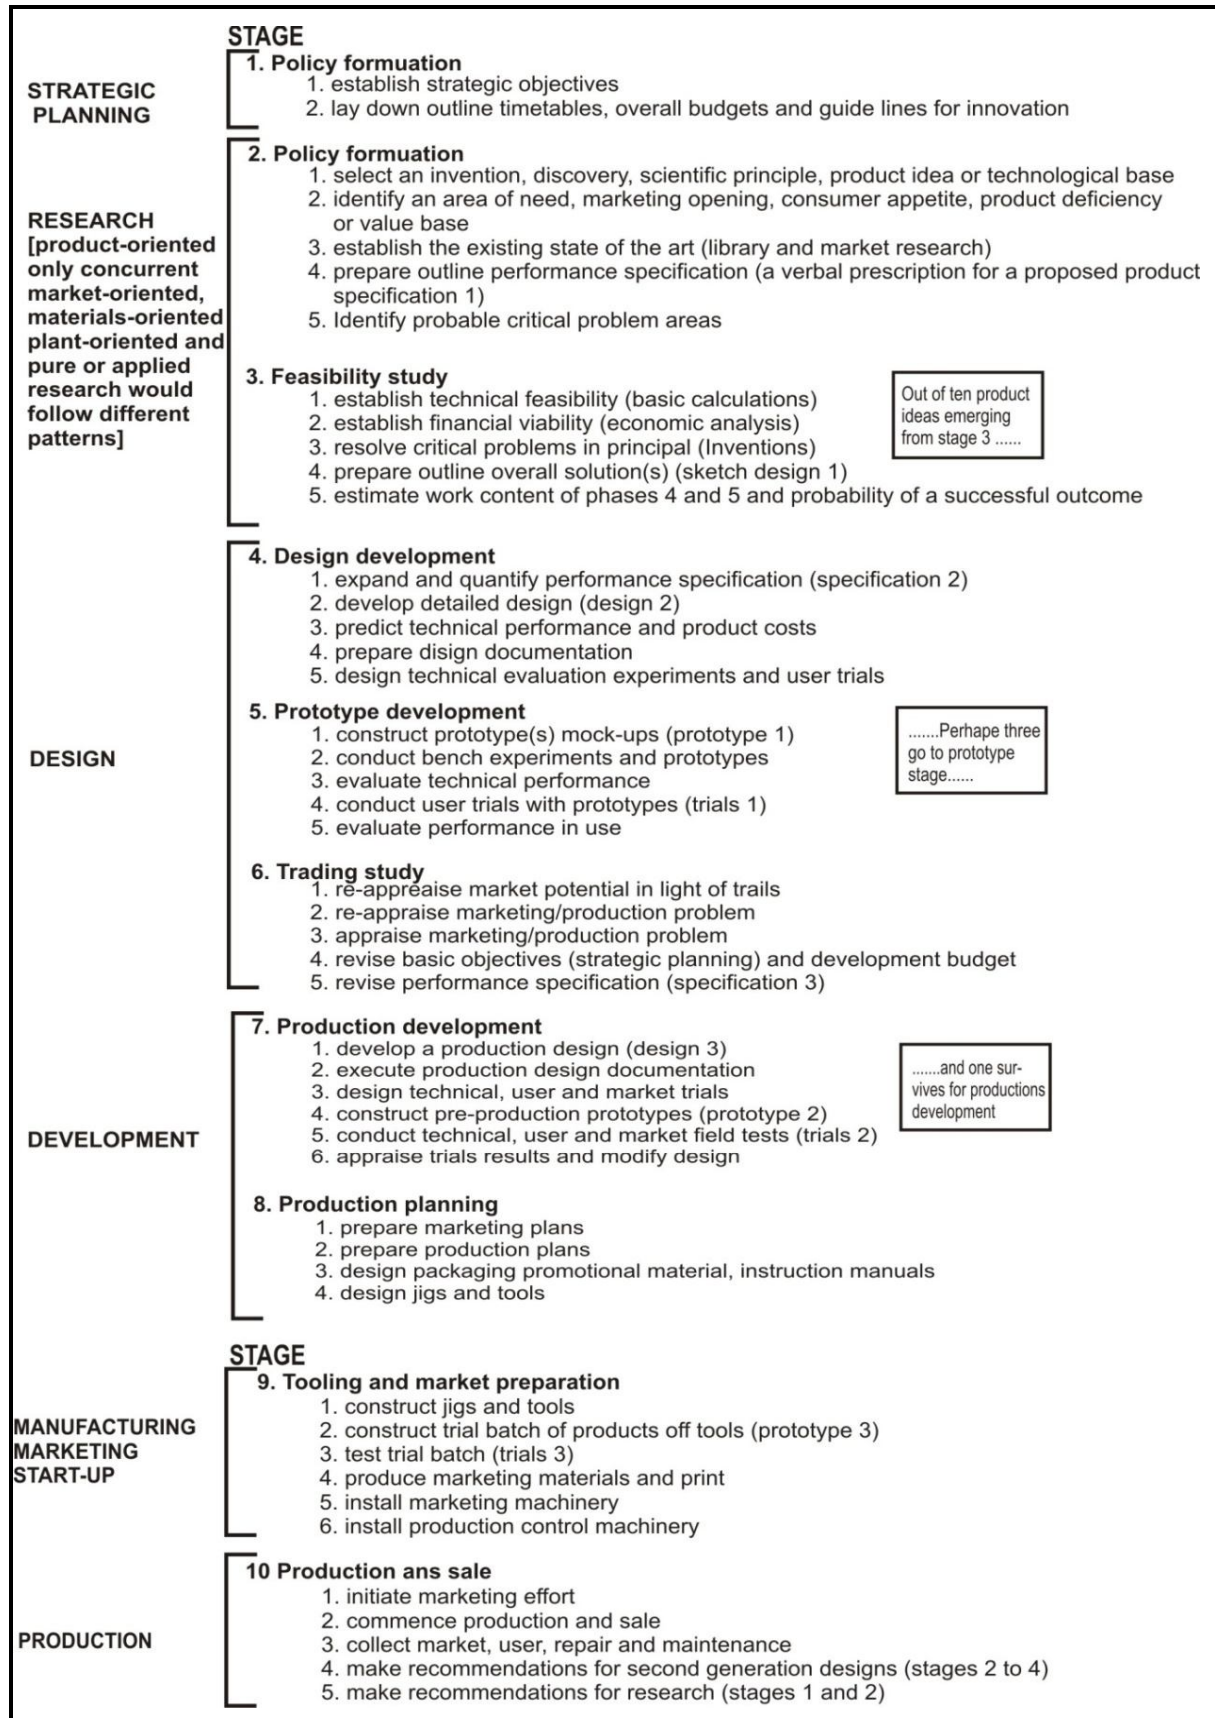 STAGE
STRATEGIC
PLANNING
1. Policy formuation
1. establish strategic objectives
2. lay down outline timetables, overall budgets and guide lines for innovation
RESEARCH
[product-oriented
only concurrent
market-oriented,
materials-oriented
plant-oriented and
pure or applied
research would
follow different
patterns]
2. Policy formuation
1. select an invention, discovery, scientific principle, product idea or technological base
2. identify an area of need, marketing opening, consumer appetite, product deficiency
or value base
3. establish the existing state of the art (library and market research)
4. prepare outline performance specification (a verbal prescription for a proposed product
specification 1)
5. Identify probable critical problem areas
3. Feasibility study
1. establish technical feasibility (basic calculations)
2. establish financial viability (economic analysis)
3. resolve critical problems in principal (Inventions)
4. prepare outline overall solution(s) (sketch design 1)
5. estimate work content of phases 4 and 5 and probability of a successful outcome
Out of ten product
ideas emerging
from stage 3 ......
DESIGN
4. Design development
1. expand and quantify performance specification (specification 2)
2. develop detailed design (design 2)
3. predict technical performance and product costs
4. prepare disign documentation
5. design technical evaluation experiments and user trials
5. Prototype development
1. construct prototype(s) mock-ups (prototype 1)
2. conduct bench experiments and prototypes
3. evaluate technical performance
4. conduct user trials with prototypes (trials 1)
5. evaluate performance in use
.......Perhape three
go to prototype
stage......
6. Trading study
1. re-appreaise market potential in light of trails
2. re-appraise marketing/production problem
3. appraise marketing/production problem
4. revise basic objectives (strategic planning) and development budget
5. revise performance specification (specification 3)
DEVELOPMENT
7. Production development
1. develop a production design (design 3)
2. execute production design documentation
3. design technical, user and market trials
4. construct pre-production prototypes (prototype 2)
5. conduct technical, user and market field tests (trials 2)
6. appraise trials results and modify design
.......and one sur-
vives for productions
development
8. Production planning
1. prepare marketing plans
2. prepare production plans
3. design packaging promotional material, instruction manuals
4. design jigs and tools
STAGE
MANUFACTURING
MARKETING
START-UP
9. Tooling and market preparation
1. construct jigs and tools
2. construct trial batch of products off tools (prototype 3)
3. test trial batch (trials 3)
4. produce marketing materials and print
5. install marketing machinery
6. install production control machinery
PRODUCTION
10 Production ans sale
1. initiate marketing effort
2. commence production and sale
3. collect market, user, repair and maintenance
4. make recommendations for second generation designs (stages 2 to 4)
5. make recommendations for research (stages 1 and 2)